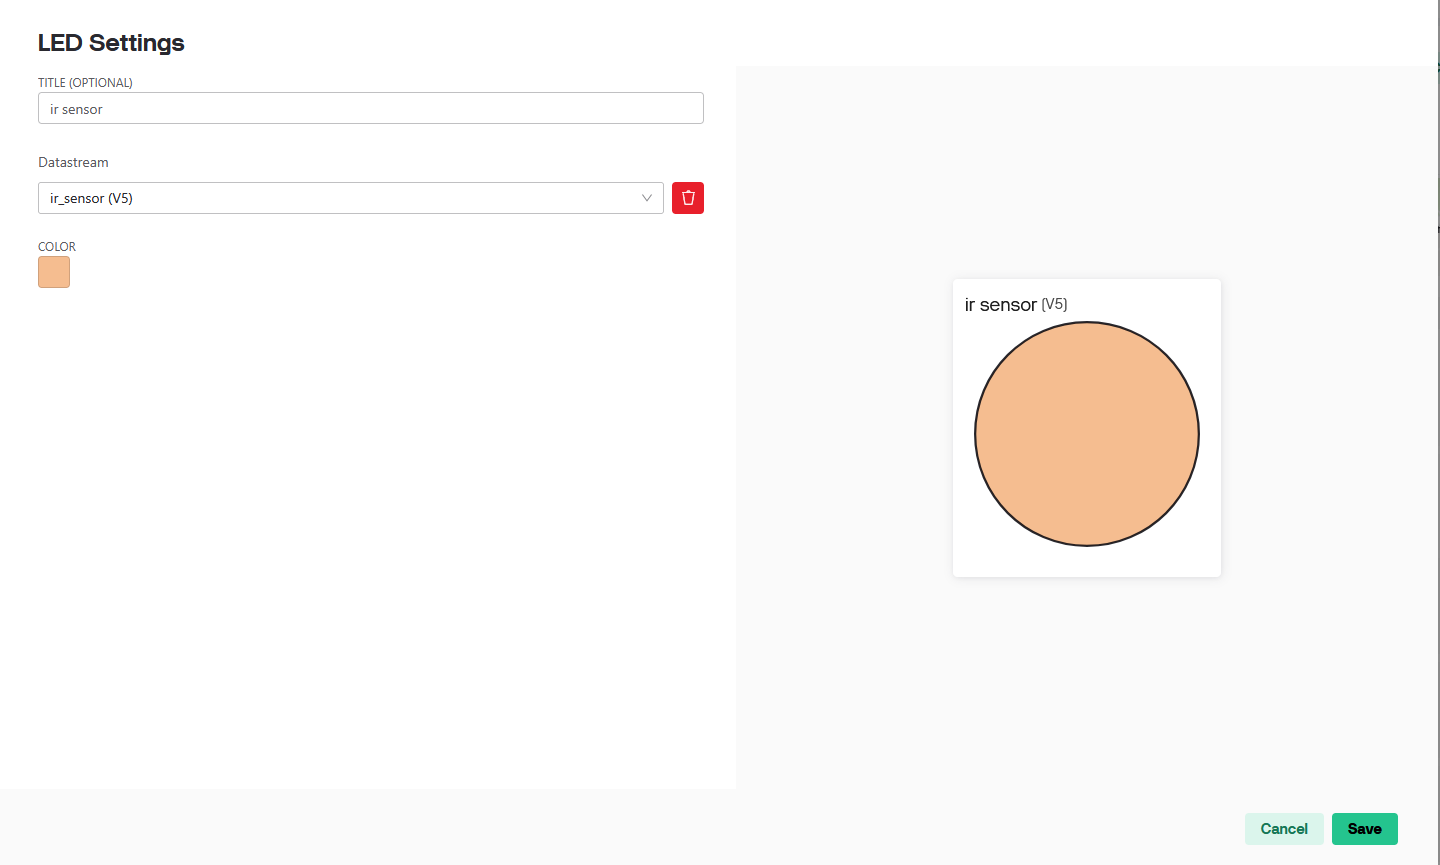 LED Settings
TITLE (OPTIONAL)
ir sensor
Datastream
ir_sensor (V5)
COLOR
ir sensor (V5)
Cancel
Save